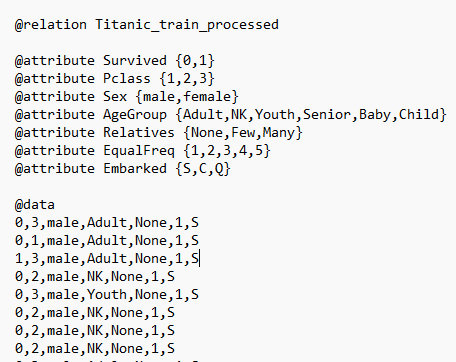 @relation Titanic_train_processed
@attribute Survived {0,1}
@attribute Pclass {1,2,3}
@attribute Sex {male,female}
@attribute AgeGroup {Adult,NK,Youth,Senior,Baby,Child}
@attribute Relatives {None,Few,Many}
@attribute EqualFreq {1,2,3,4,5}
@attribute Embarked {S,C,Q}
@data
0,3,male,Adult,None,1,S
0,1,male,Adult,None,1,S
1,3,male,Adult,None,1,S
0,2,male,NK,None,1,S
0,3,male,Youth,None,1,S
0,2,male,NK,None,1,S
0,2,male,NK,None,1,S
0,2,male,NK,None,1,S